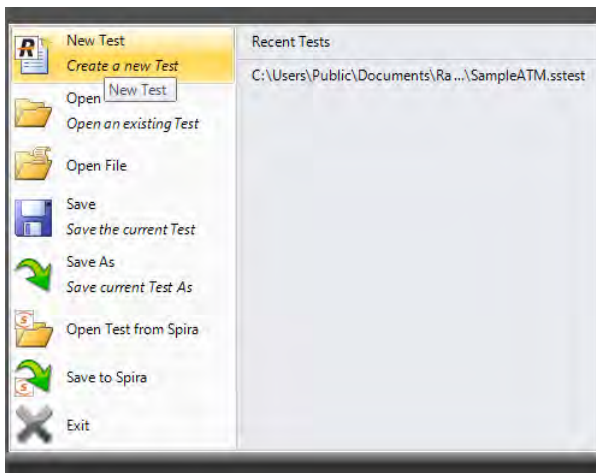 New Test
Create a new Test
New Test
Open
Open an existing Test
Open File
Save
Save the current Test
Save As
Save current Test As
Open Test from Spira
Save to Spira
Exit
Recent Tests
C:\Users\Public\Documents\Ra...\SampleATM.sstest